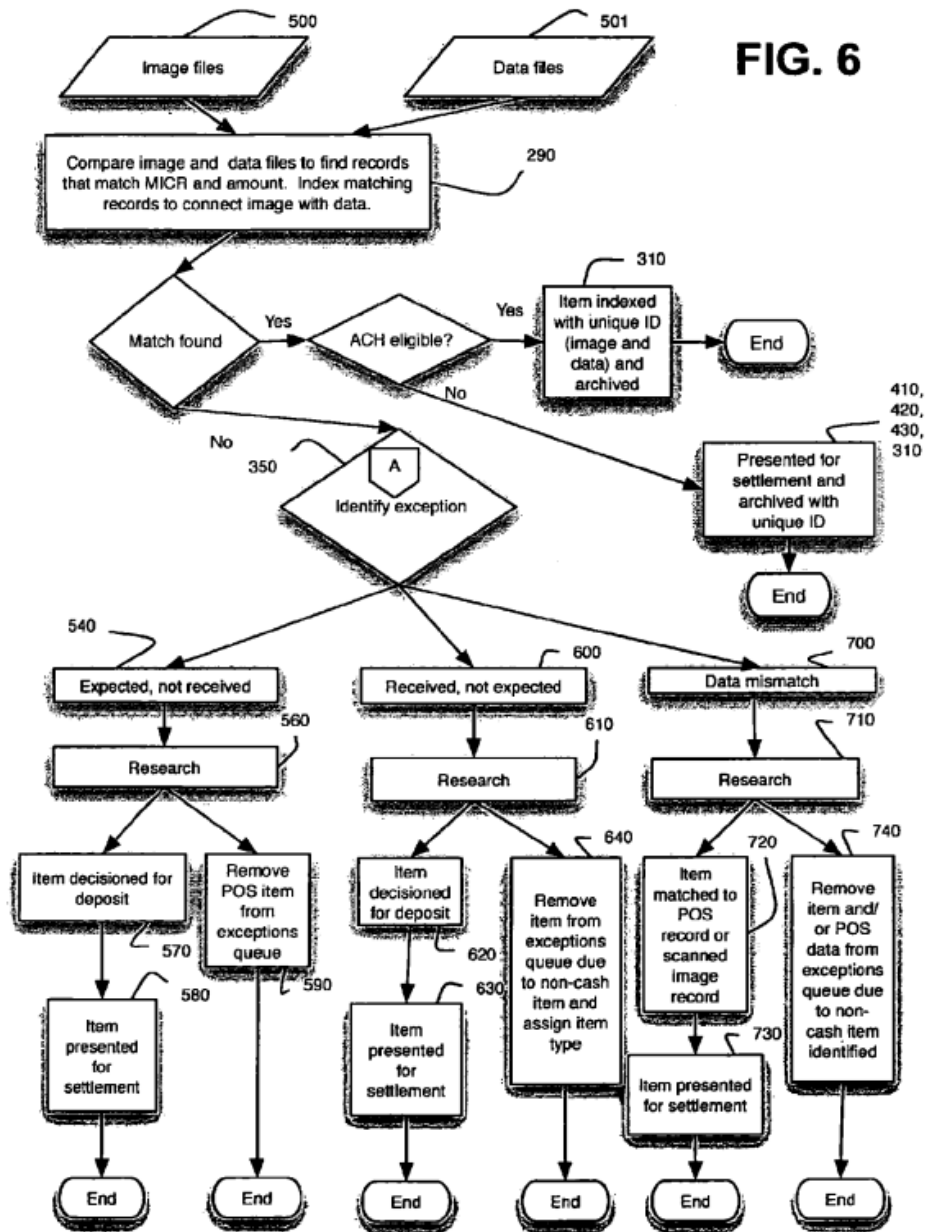 500
501
FIG. 6
Image files
Data files
Compare image and data files to find records
that match MICR and amount. Index matching
records to connect image with data.
290
310
Match found
Yes
ACH eligible?
Yes
Item indexed
with unique ID
(image and
data) and
archived
End
No
410,
420,
430,
310
No
350
A
Identify exception
Presented for
settlement and
archived with
unique ID
End
540
600
700
Expected, not received
Received, not expected
Data mismatch
560
610
710
Research
Research
Research
640
720
740
Item decisioned for
deposit
570
Remove
POS item
from
exceptions
queue
590
Item
decisioned
for deposit
620
Remove
item from
exceptions
queue due
to non-cash
item and
assign item
type
Item
matched to
POS
record or
scanned
image
record
Remove
item and/
or POS
data from
exceptions
queue due
to non-
cash item
identified
580
Item
presented
for
settlement
630
Item
presented
for
settlement
730
Item presented
for settlement
End
End
End
End
End
End